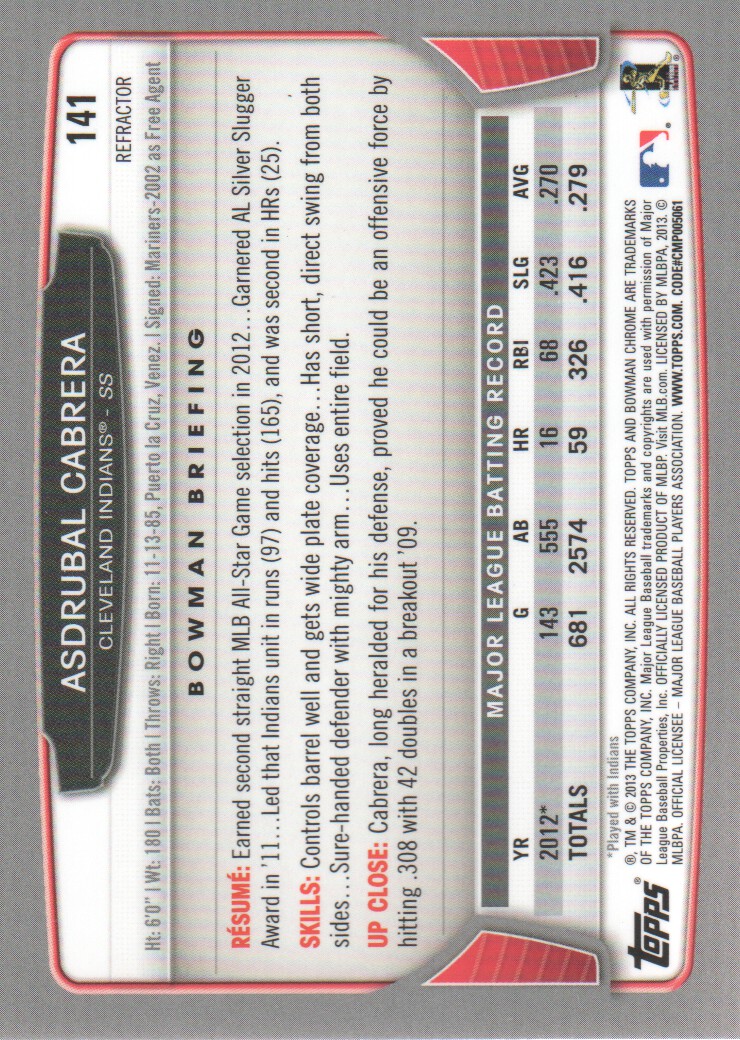 141
REFRACTOR
ASDRUBAL CABRERA
CLEVELAND INDIANS® - SS
Ht: 6'0" | Wt: 180 | Bats: Both | Throws: Right | Born: 11-13-85, Puerto la Cruz, Venez. | Signed: Mariners-2002 as Free Agent
BOWMAN BRIEFING
RÉSUMÉ: Earned second straight MLB All-Star Game selection in 2012...Garnered AL Silver Slugger
Award in '11...Led that Indians unit in runs (97) and hits (165), and was second in HRs (25).
SKILLS: Controls barrel well and gets wide plate coverage...Has short, direct swing from both
sides...Sure-handed defender with mighty arm...Uses entire field.
UP CLOSE: Cabrera, long heralded for his defense, proved he could be an offensive force by
hitting .308 with 42 doubles in a breakout '09.
MAJOR LEAGUE BATTING RECORD
YR G AB HR RBI SLG AVG
2012* 143 555 16 68 .423 .270
TOTALS 681 2574 59 326 .416 .279
*Played with Indians
®, TM & © 2013 THE TOPPS COMPANY, INC. ALL RIGHTS RESERVED. TOPPS AND BOWMAN CHROME ARE TRADEMARKS
OF THE TOPPS COMPANY, INC. Major League Baseball trademarks and copyrights are used with permission of Major
League Baseball Properties, Inc. OFFICIALLY LICENSED PRODUCT OF MLBP. Visit MLB.com. LICENSED BY MLBPA, 2013. ©
MLBPA. OFFICIAL LICENSEE – MAJOR LEAGUE BASEBALL PLAYERS ASSOCIATION. WWW.TOPPS.COM. CODE#CMP005061
topps®